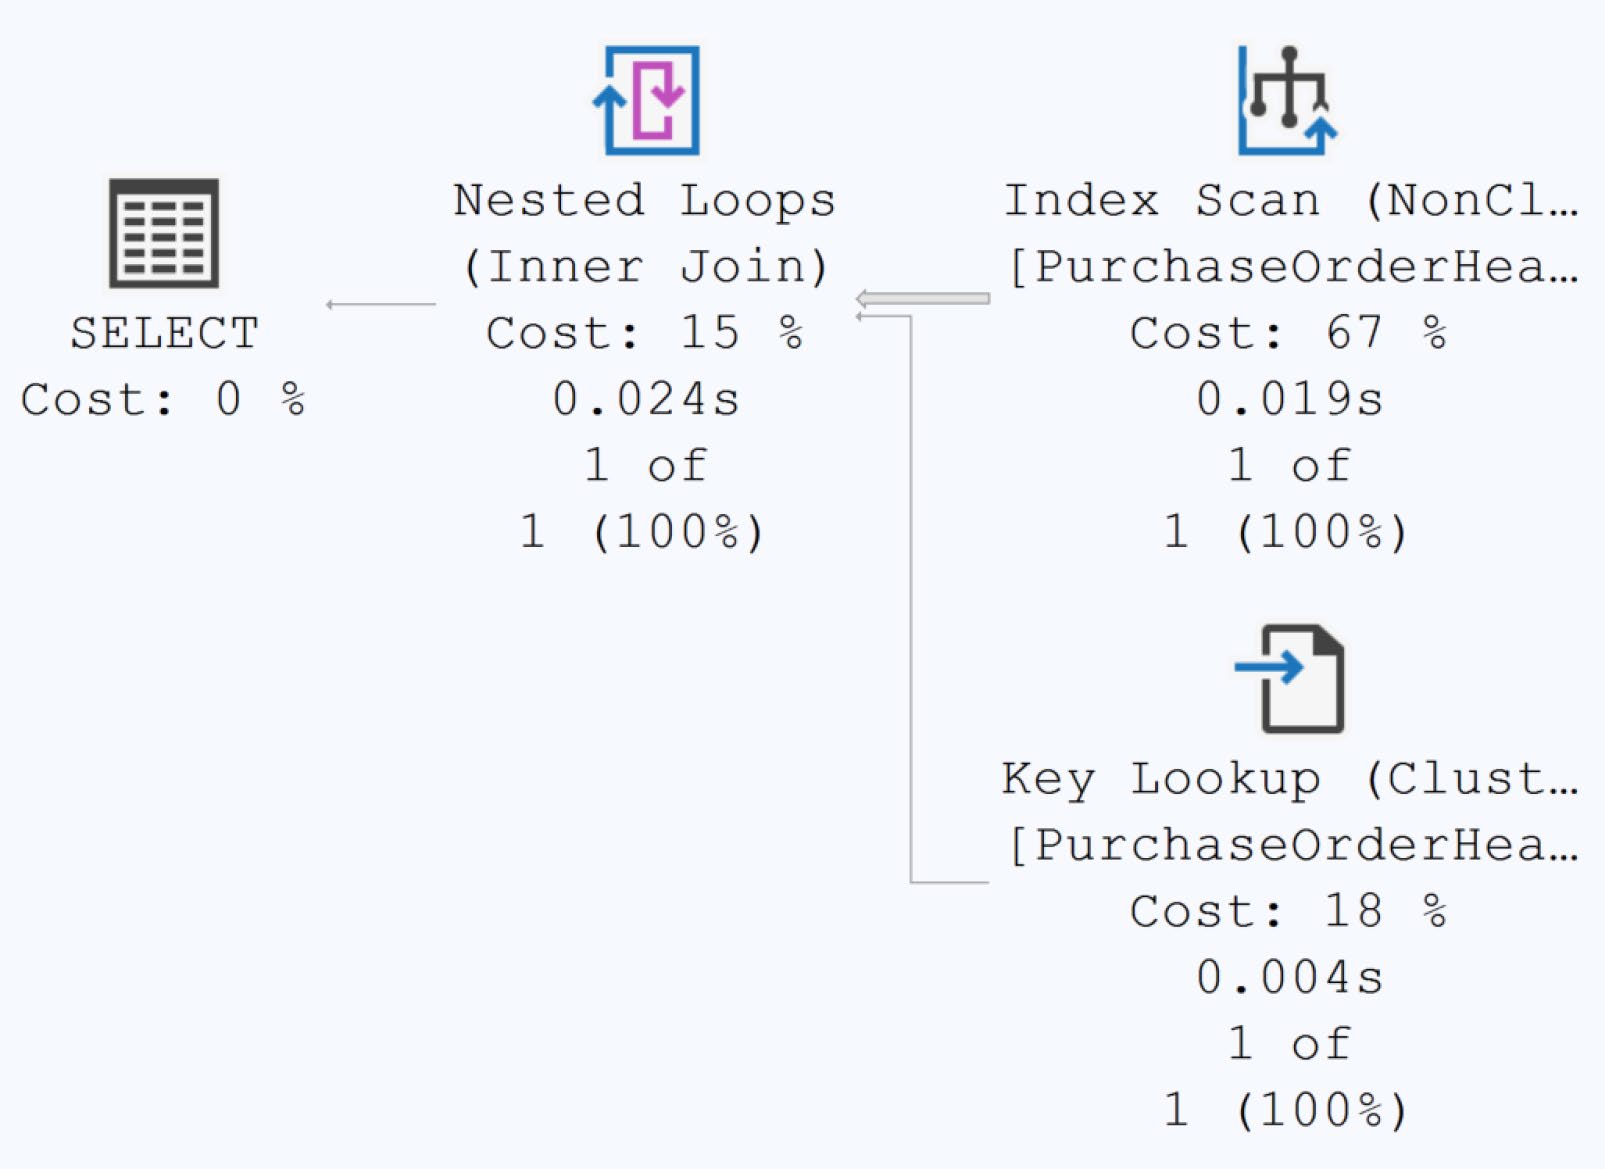 SELECT
Cost: 0 %
Nested Loops
(Inner Join)
Cost: 15 %
0.024s
1 of
1 (100%)
Index Scan (NonCl…
[PurchaseOrderHea…
Cost: 67 %
0.019s
1 of
1 (100%)
Key Lookup (Clust…
[PurchaseOrderHea…
Cost: 18 %
0.004s
1 of
1 (100%)